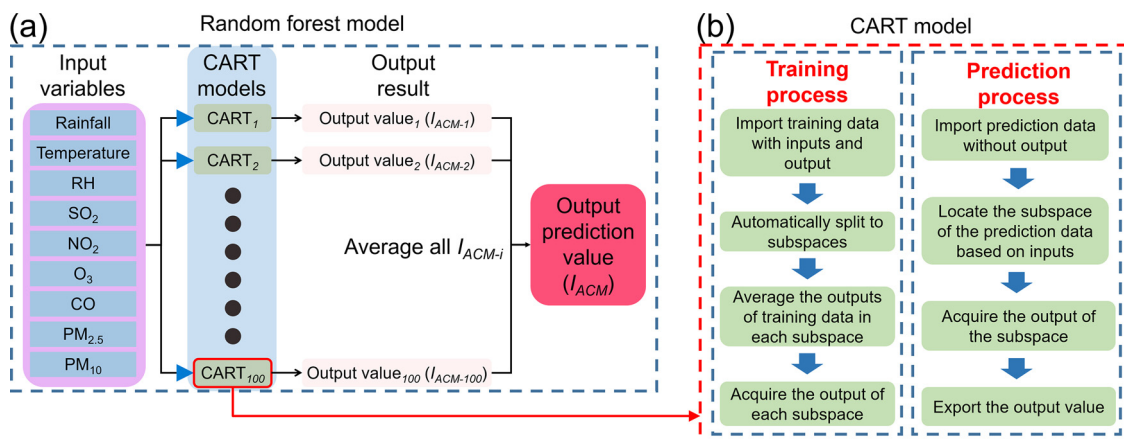 (a)
Random forest model
Input
variables
Rainfall
Temperature
RH
SO2
NO2
O3
CO
PM2.5
PM10
CART
models
CART1
CART2
CART100
Output
result
Output value1 (IACM-1)
Output value2 (IACM-2)
Average all IACM-i
Output value100 (IACM-100)
Output
prediction
value
(IACM)
(b)
CART model
Training
process
Import training data
with inputs and
output
Automatically split to
subspaces
Average the outputs
of training data in
each subspace
Acquire the output of
each subspace
Prediction
process
Import prediction data
without output
Locate the subspace
of the prediction data
based on inputs
Acquire the output of
the subspace
Export the output value